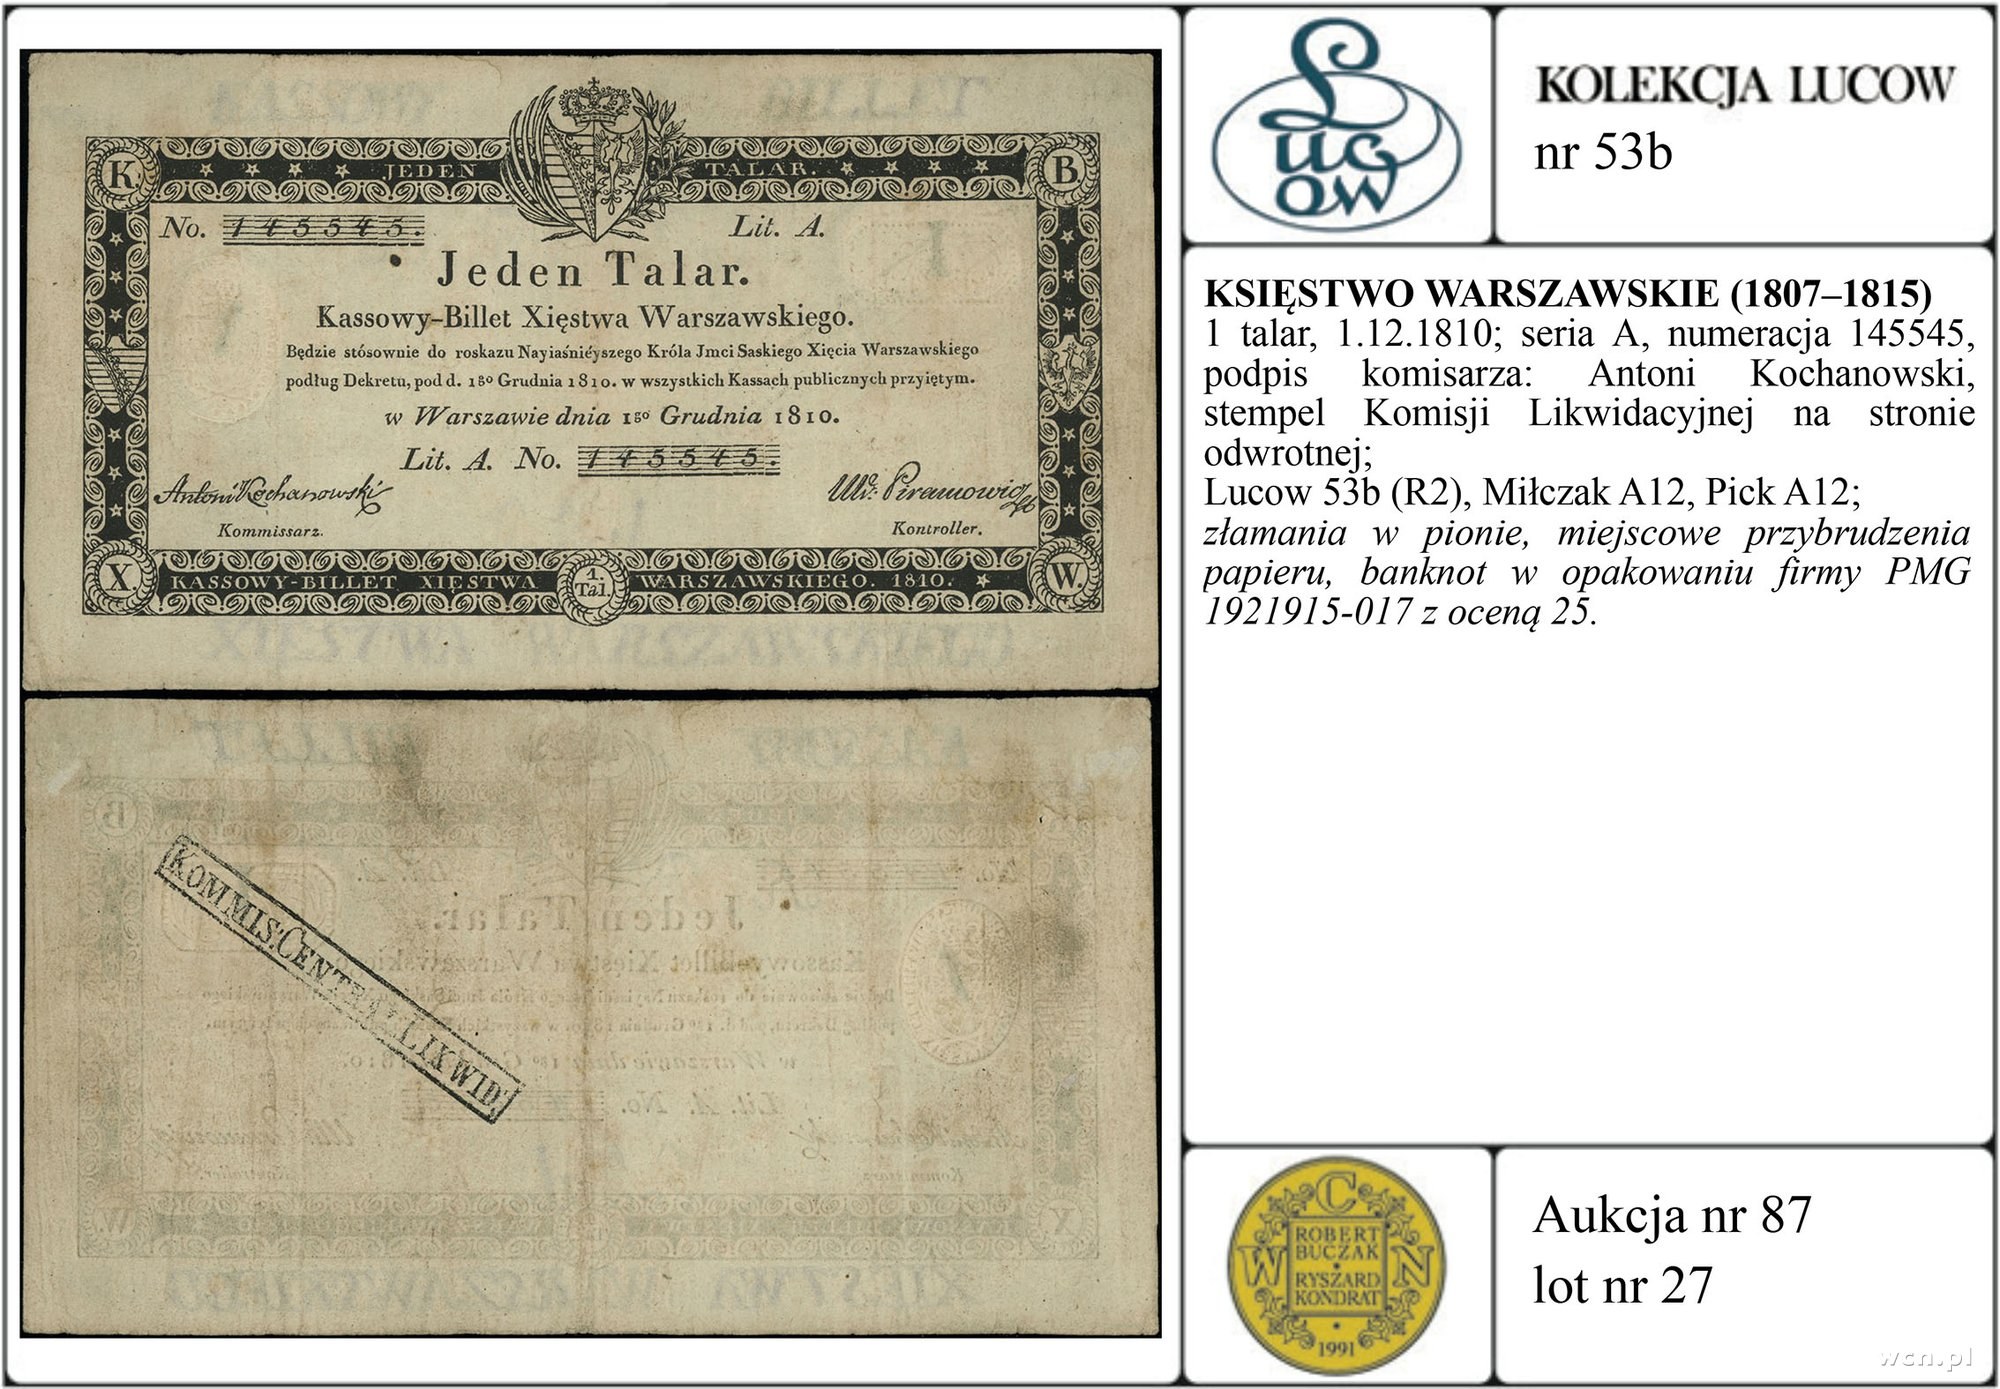 K.
JEDEN
TALAR.
B.
No. 145545.
Lit. A.
Jeden Talar.
Kassowy-Billet Xięstwa Warszawskiego.
Będzie stósownie do roskazu Nayiaśniéyszego Króla Jmci Saskiego Xięcia Warszawskiego
podług Dekretu, pod d. 1go Grudnia 1810. w wszystkich Kassach publicznych przyiętym.
w Warszawie dnia 1go Grudnia 1810.
Lit. A. No. 145545.
Antoni Kochanowski
Kommissarz.
Kontroller.
X
KASSOWY-BILLET XIĘSTWA
1. Tal.
WARSZAWSKIEGO. 1810.
W.
KOMMIS: CENTRAL LIKWID:
Lucow
KOLEKCJA LUCOW
nr 53b
KSIĘSTWO WARSZAWSKIE (1807–1815)
1 talar, 1.12.1810; seria A, numeracja 145545,
podpis komisarza: Antoni Kochanowski,
stempel Komisji Likwidacyjnej na stronie
odwrotnej;
Lucow 53b (R2), Miłczak A12, Pick A12;
złamania w pionie, miejscowe przybrudzenia
papieru, banknot w opakowaniu firmy PMG
1921915-017 z oceną 25.
W C N
ROBERT
BUCZAK
RYSZARD
KONDRAT
1991
Aukcja nr 87
lot nr 27
wcn.pl